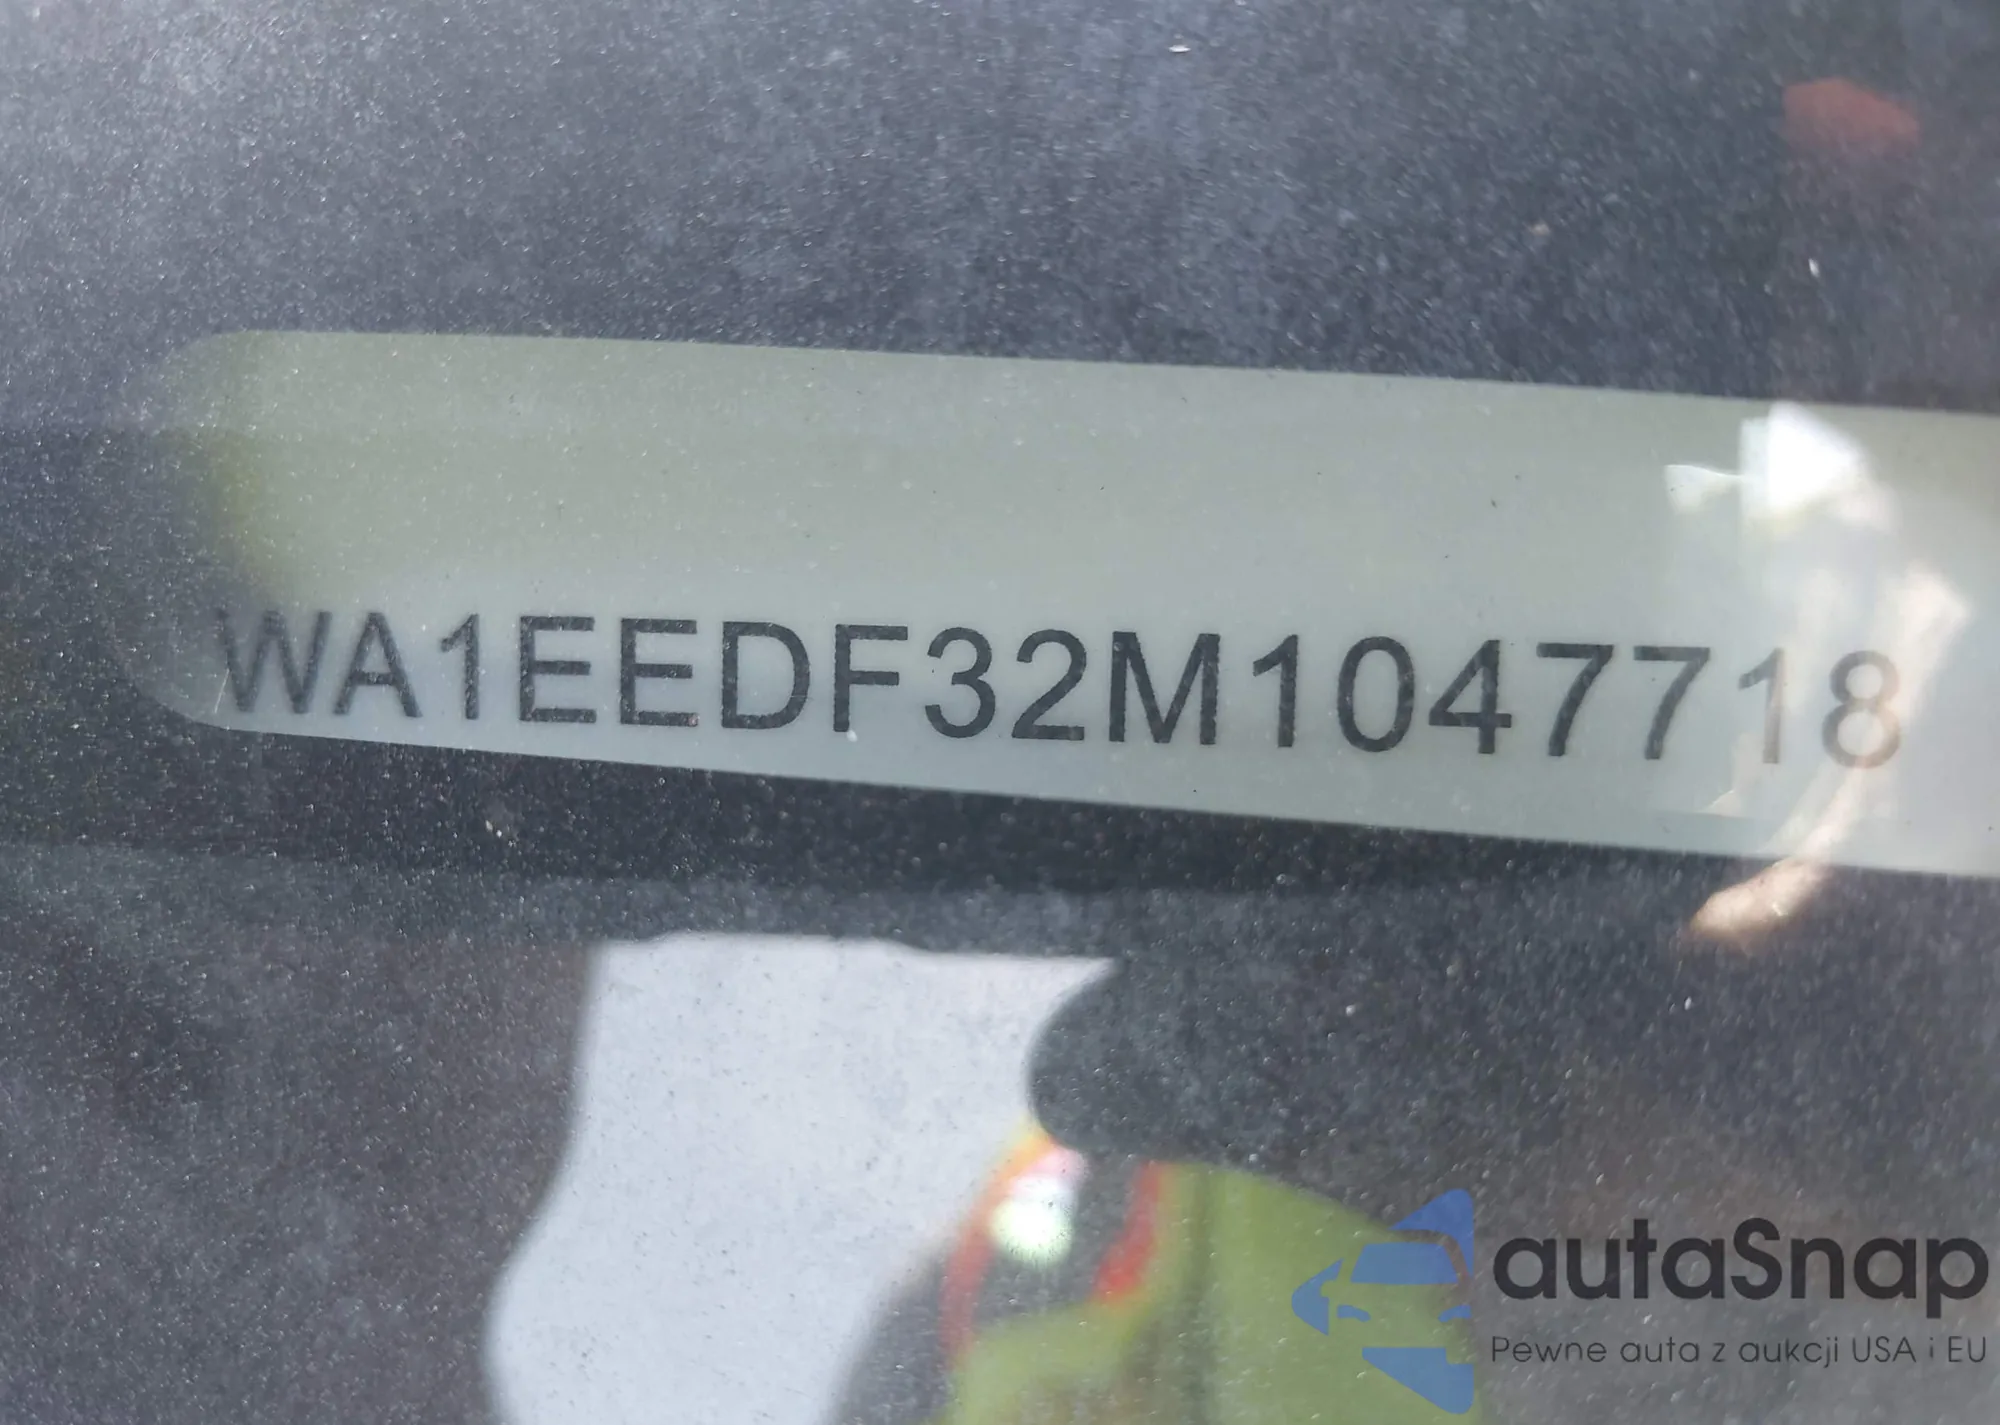 WA1EEDF32M1047718
autaSnap
Pewne auta z aukcji USA i EU